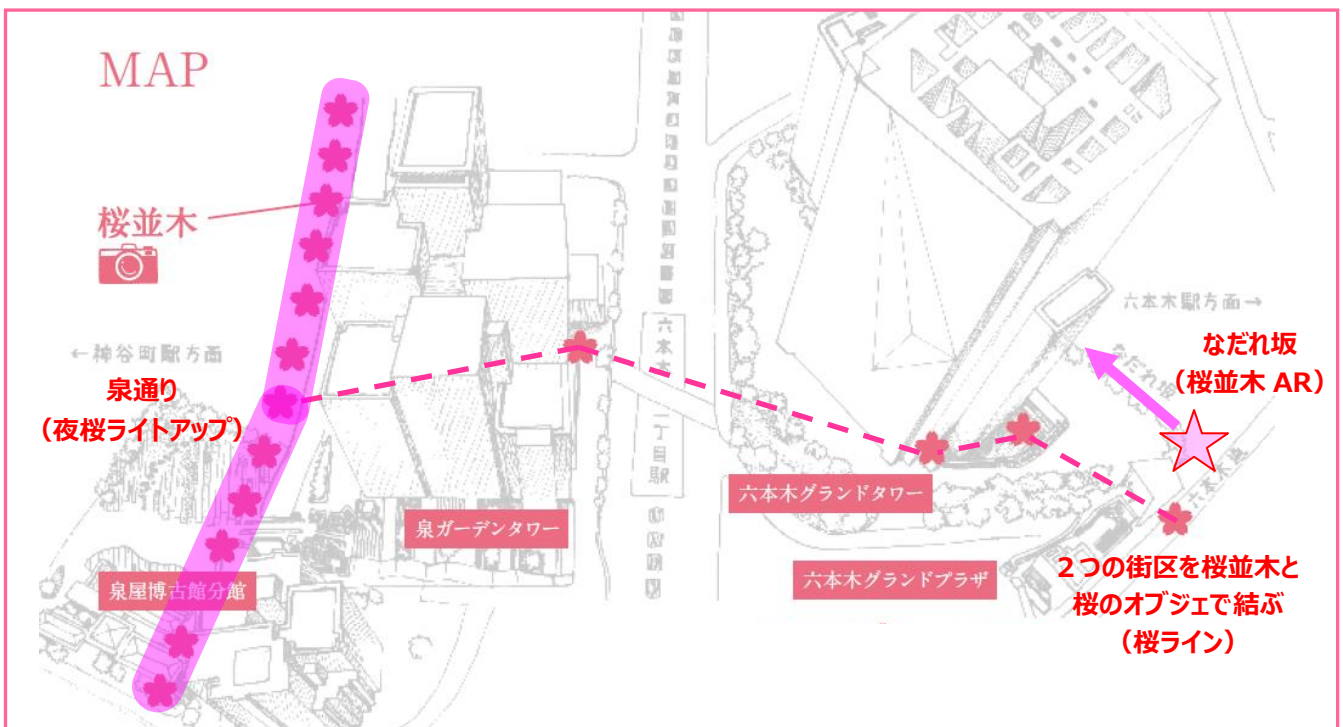 MAP
桜並木
←神谷町駅方面
泉通り
(夜桜ライトアップ)
泉ガーデンタワー
泉屋博古館分館
六本木一丁目駅
六本木グランドタワー
六本木グランドプラザ
六本木駅方面→
なだれ坂
なだれ坂
(桜並木 AR)
2つの街区を桜並木と
桜のオブジェで結ぶ
(桜ライン)